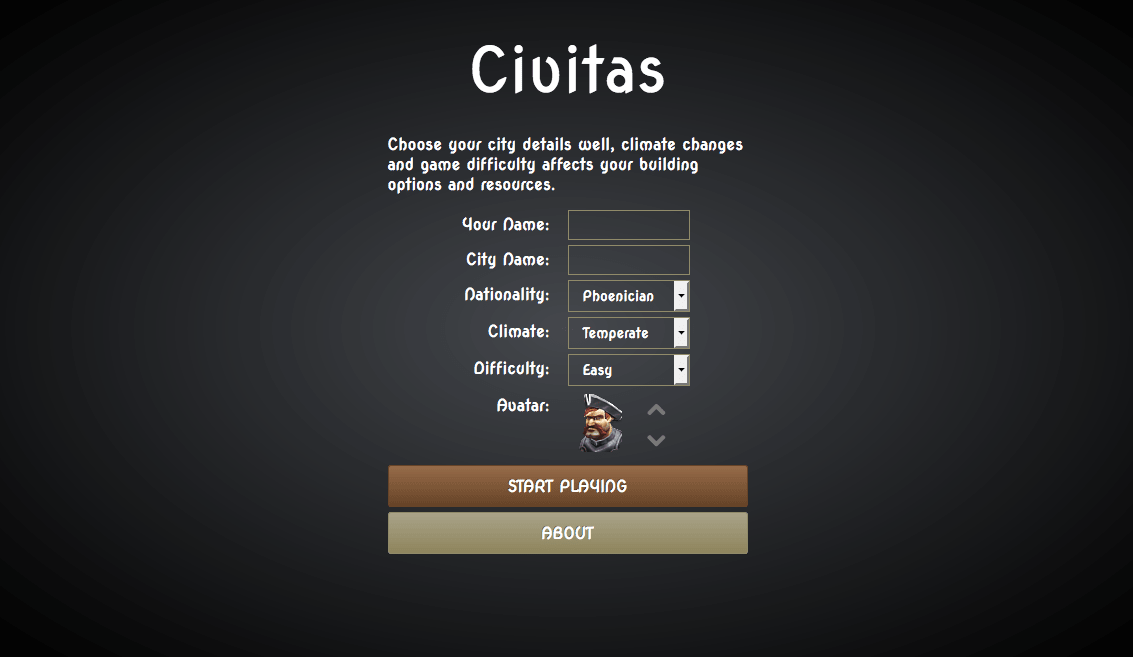 Civitas
Choose your city details well, climate changes
and game difficulty affects your building
options and resources.
Your Name:
City Name:
Nationality: Phoenician
Climate: Temperate
Difficulty: Easy
Avatar:
START PLAYING
ABOUT